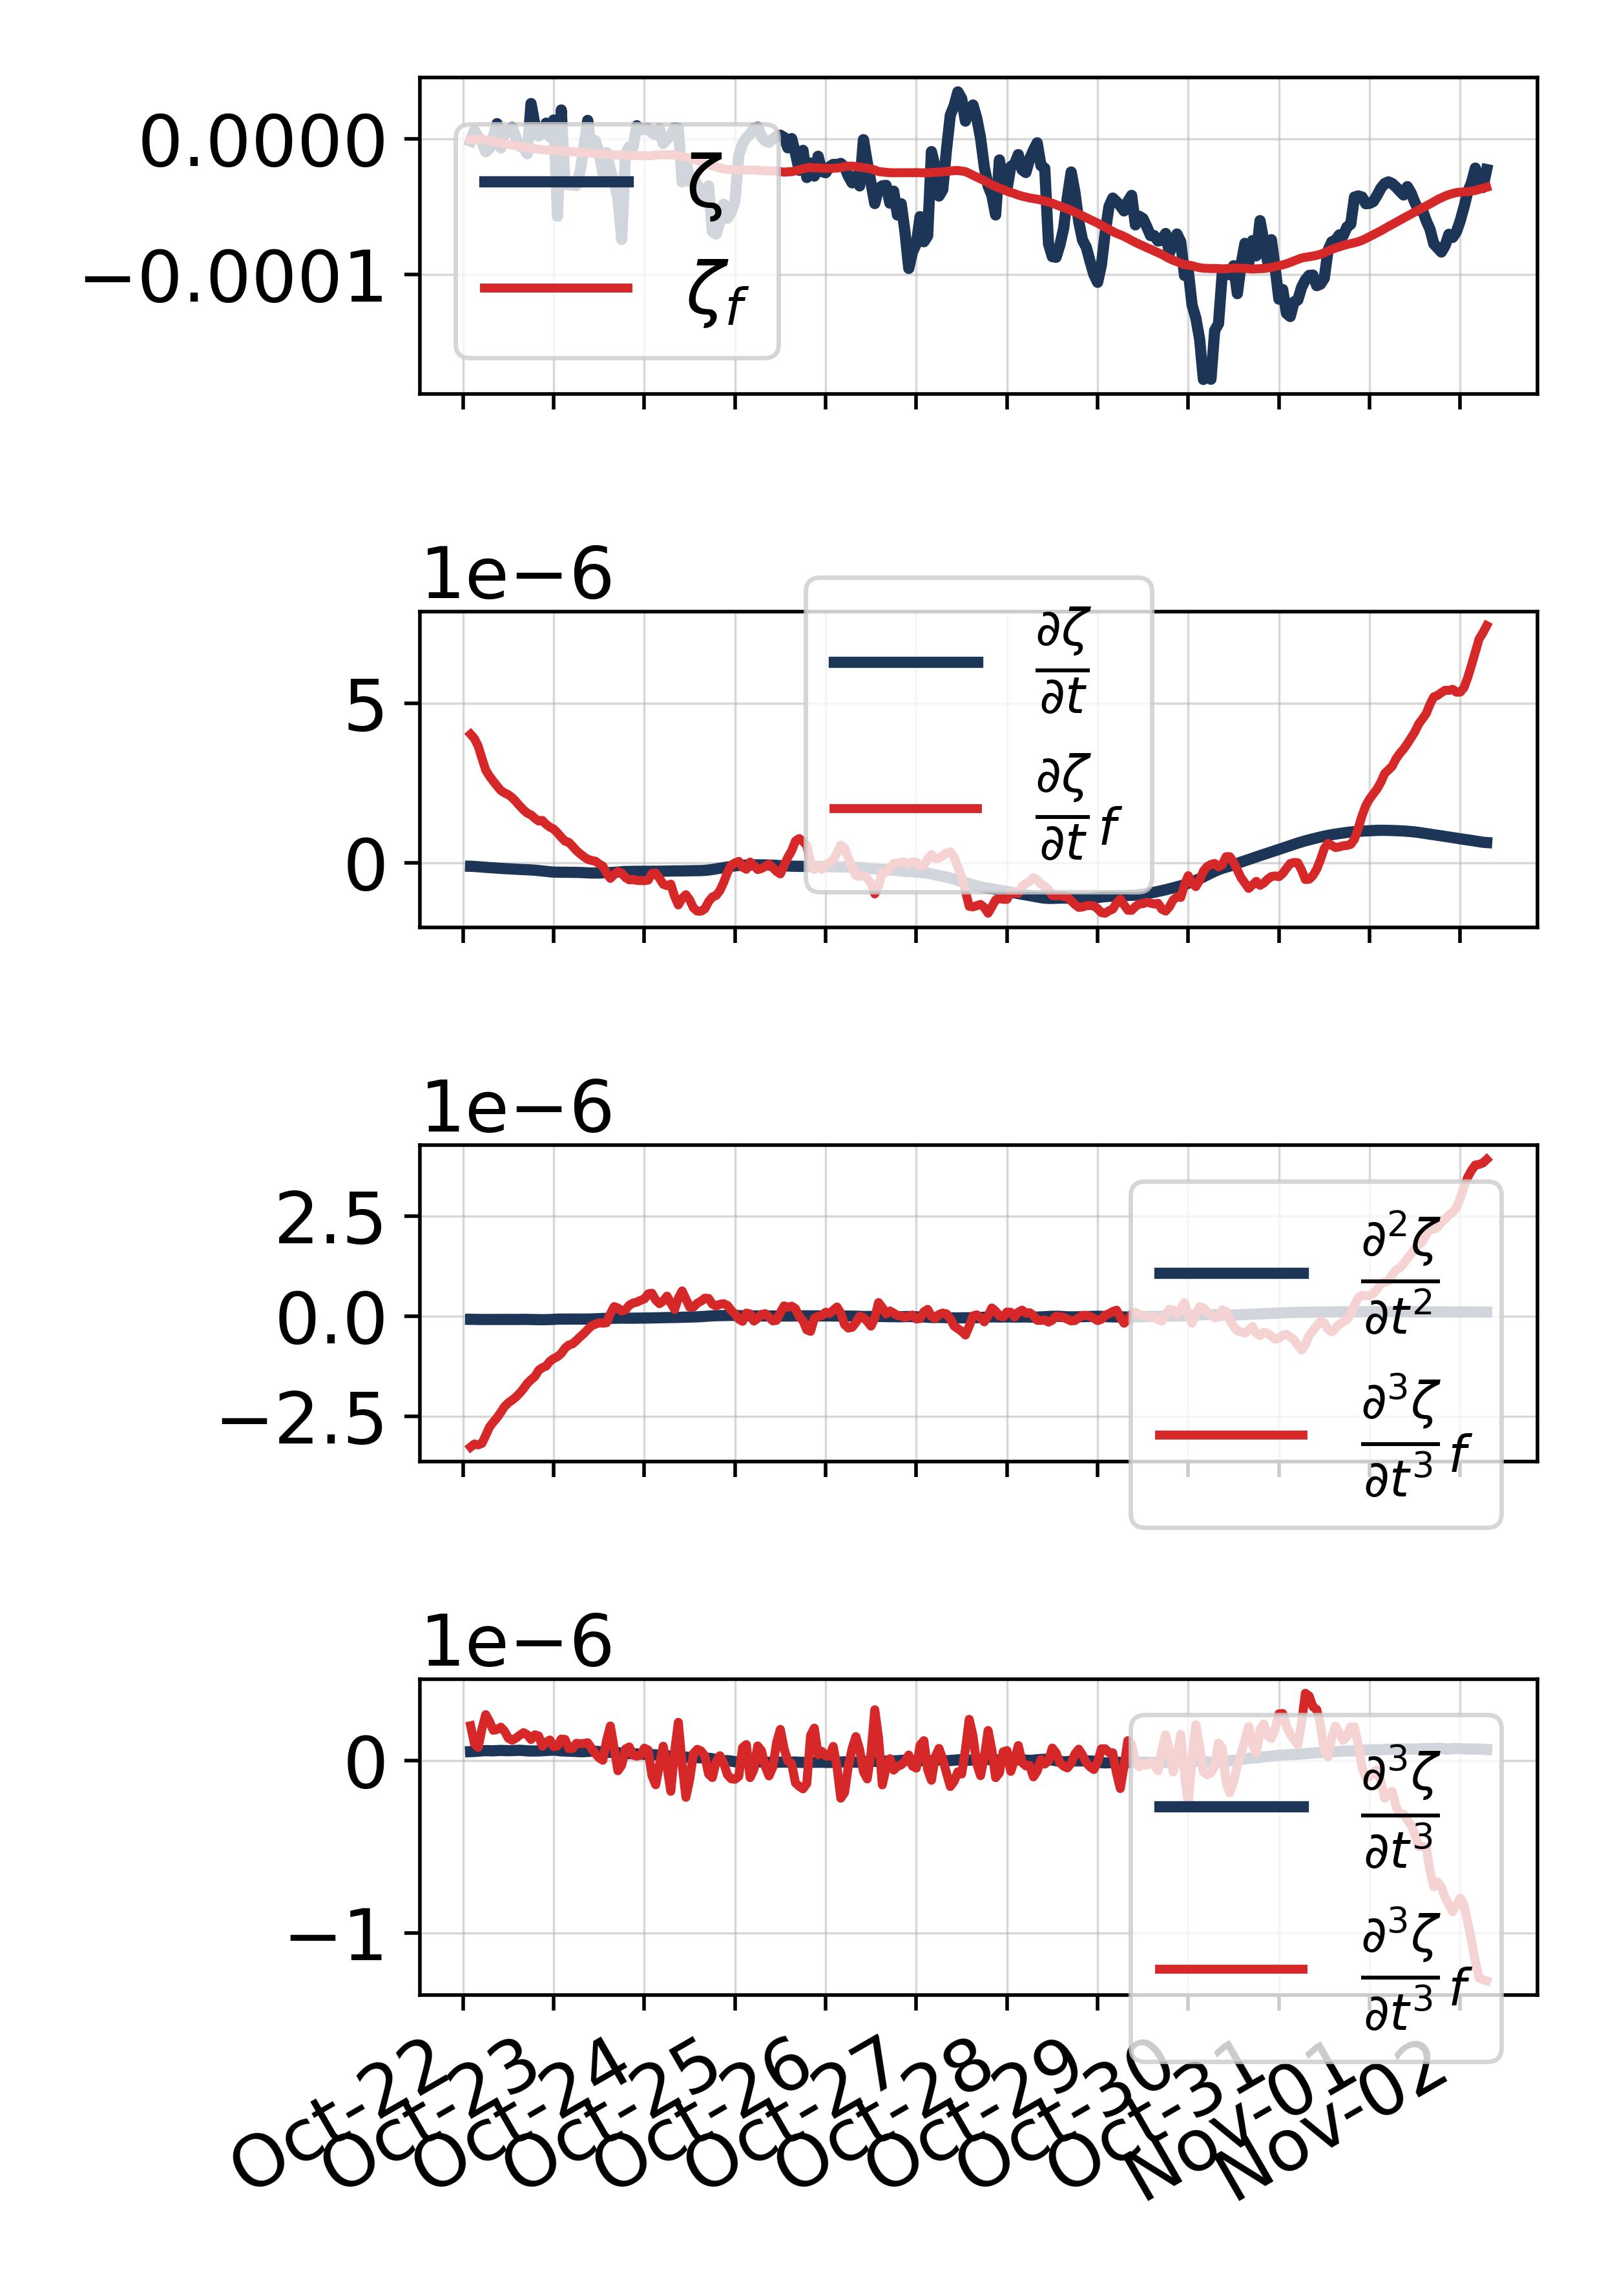 0.0000
−0.0001
ζ
ζ_f
1e−6
5
0
∂ζ/∂t
∂ζ/∂t f
1e−6
2.5
0.0
−2.5
∂²ζ/∂t²
∂³ζ/∂t³ f
1e−6
0
−1
∂³ζ/∂t³
∂³ζ/∂t³ f
Oct-22
Oct-23
Oct-24
Oct-25
Oct-26
Oct-27
Oct-28
Oct-29
Oct-30
Oct-31
Nov-01
Nov-02